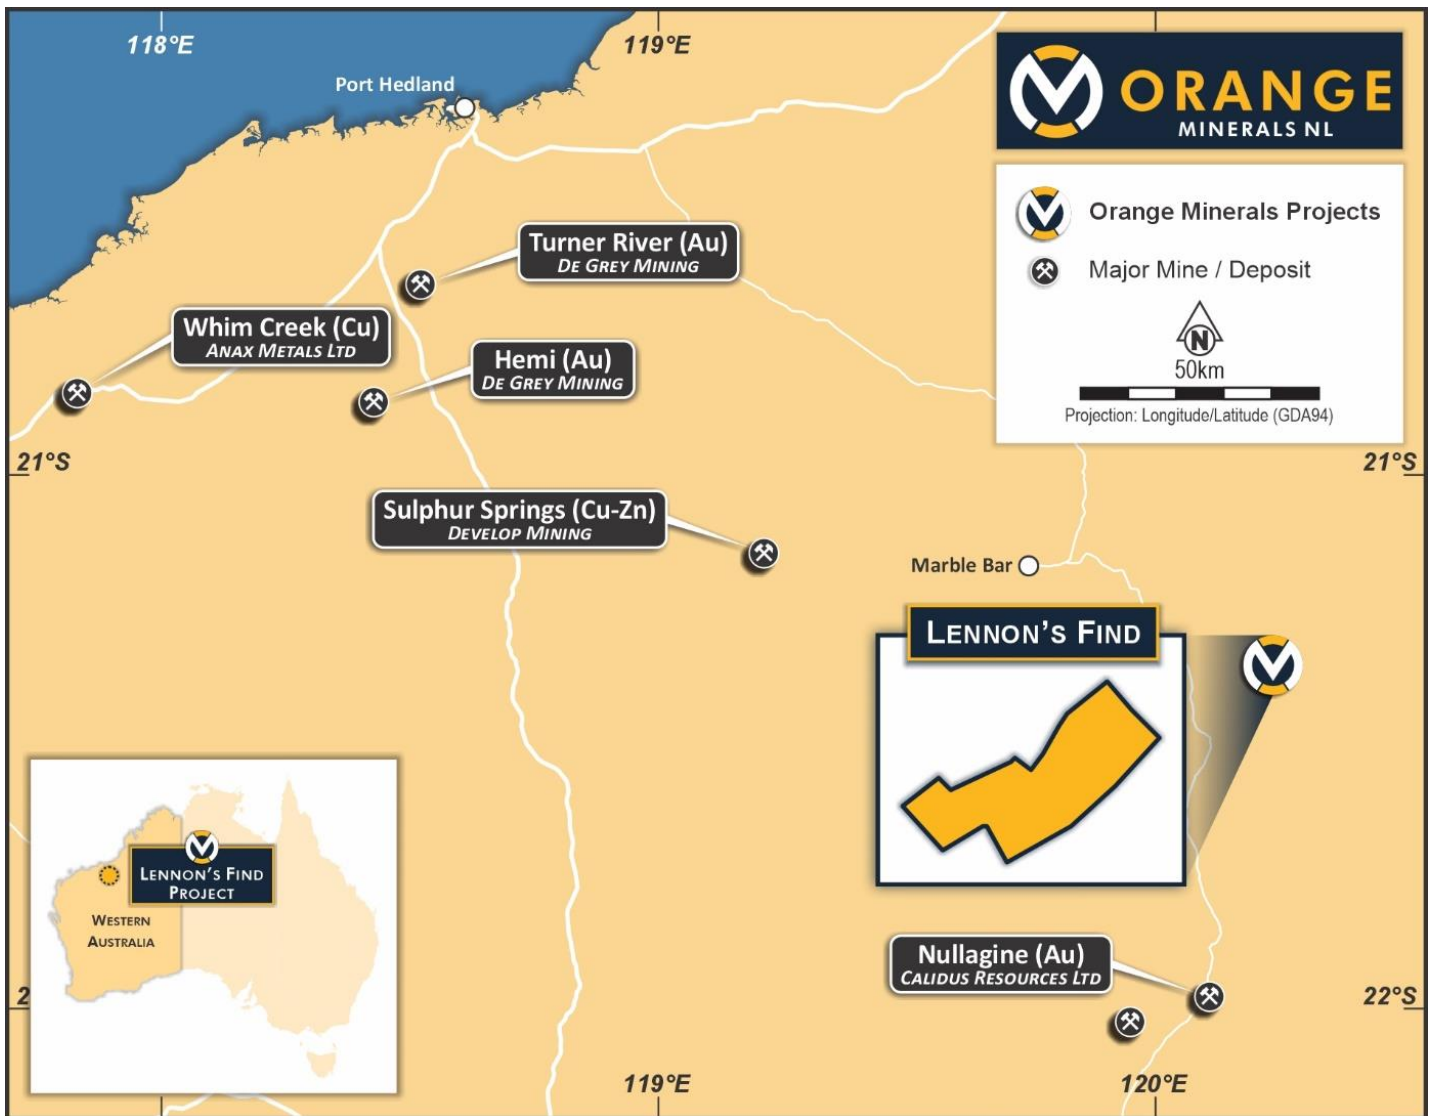 118°E
119°E
Port Hedland
ORANGE
MINERALS NL
Orange Minerals Projects
Major Mine / Deposit
N
50km
Projection: Longitude/Latitude (GDA94)
Turner River (Au)
DE GREY MINING
Whim Creek (Cu)
ANAX METALS LTD
Hemi (Au)
DE GREY MINING
21°S
21°S
Sulphur Springs (Cu-Zn)
DEVELOP MINING
Marble Bar
LENNON'S FIND
LENNON'S FIND
PROJECT
WESTERN
AUSTRALIA
Nullagine (Au)
CALIDUS RESOURCES LTD
2
22°S
119°E
120°E